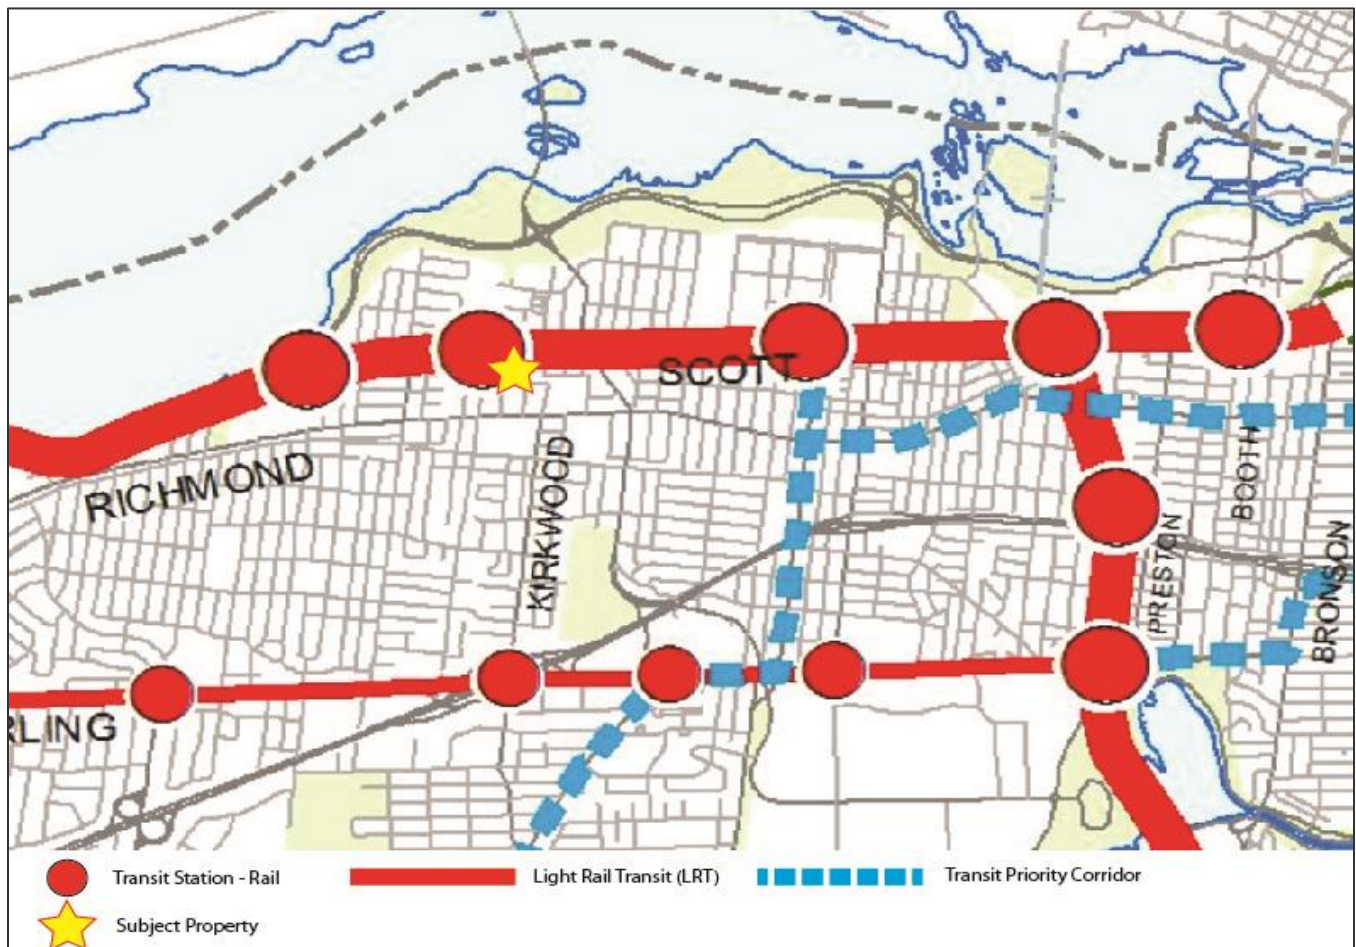 SCOTT
RICHMOND
KIRKWOOD
BOOTH
PRESTON
BRONSON
RLING
Transit Station - Rail
Light Rail Transit (LRT)
Transit Priority Corridor
Subject Property